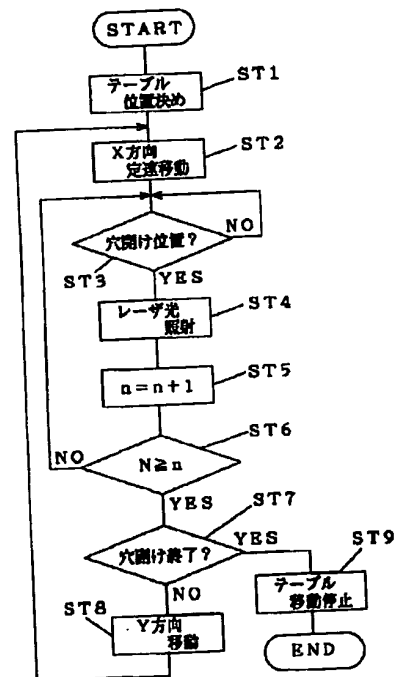 START
テーブル
位置決め
ST1
X方向
定速移動
ST2
穴開け位置?
NO
ST3
YES
レーザ光
照射
ST4
n=n+1
ST5
ST6
NO
N≧n
YES
ST7
穴開け終了?
YES
ST9
NO
テーブル
移動停止
ST8
Y方向
移動
END